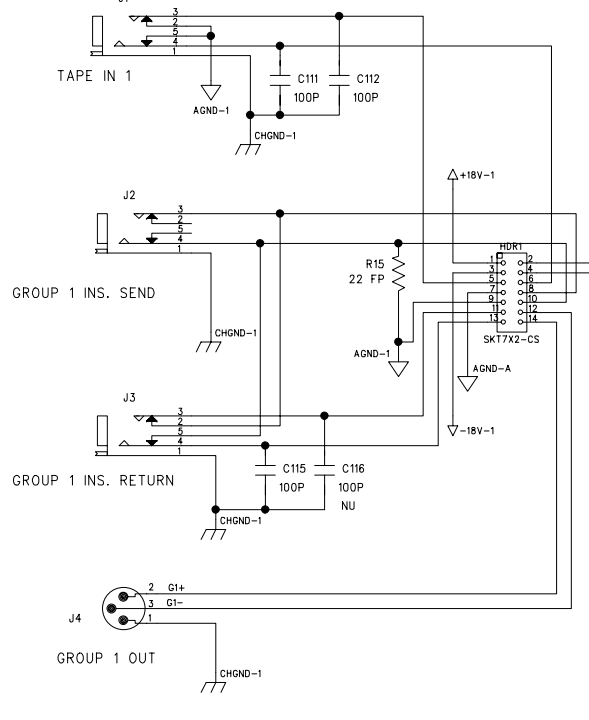 3
2
5
4
1
TAPE IN 1
AGND-1
C111
100P
C112
100P
CHGND-1
+18V-1
J2
3
2
5
4
1
GROUP 1 INS. SEND
CHGND-1
R15
22 FP
AGND-1
HDR1
1 2
3 4
5 6
7 8
9 10
11 12
13 14
SKT7X2-CS
AGND-A
-18V-1
J3
3
2
5
4
1
GROUP 1 INS. RETURN
C115
100P
C116
100P
NU
CHGND-1
J4
2 G1+
3 G1-
1
GROUP 1 OUT
CHGND-1